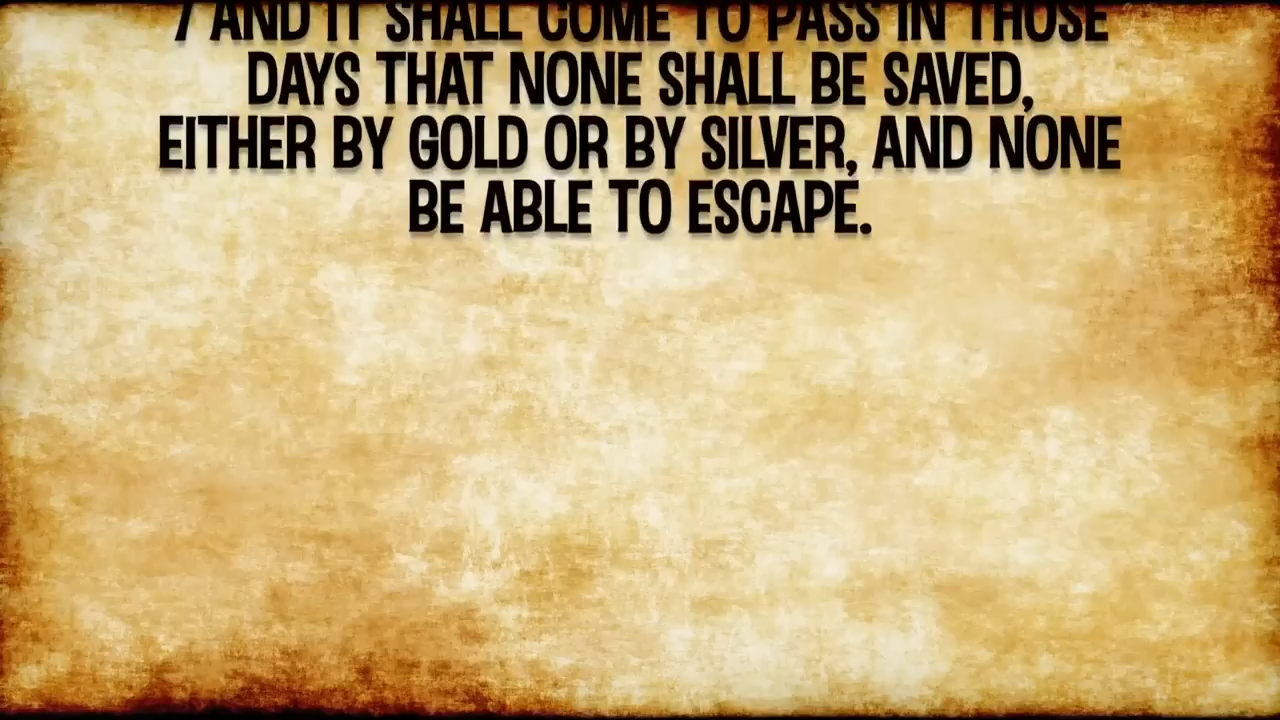 7 AND IT SHALL COME TO PASS IN THOSE
DAYS THAT NONE SHALL BE SAVED,
EITHER BY GOLD OR BY SILVER, AND NONE
BE ABLE TO ESCAPE.